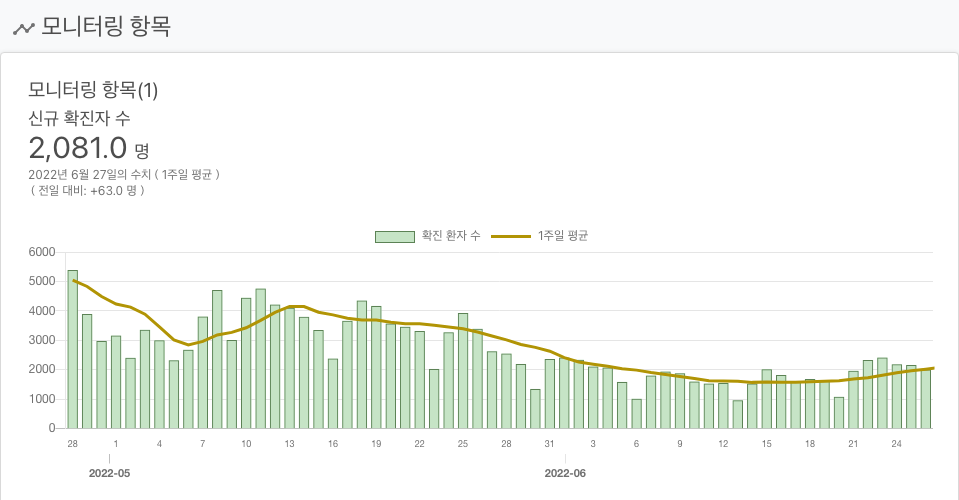 모니터링 항목
모니터링 항목(1)
신규 확진자 수
2,081.0 명
2022년 6월 27일의 수치 ( 1주일 평균 )
( 전일 대비: +63.0 명 )
확진 환자 수 1주일 평균
6000
5000
4000
3000
2000
1000
0
28 1 4 7 10 13 16 19 22 25 28 31 3 6 9 12 15 18 21 24
2022-05 2022-06